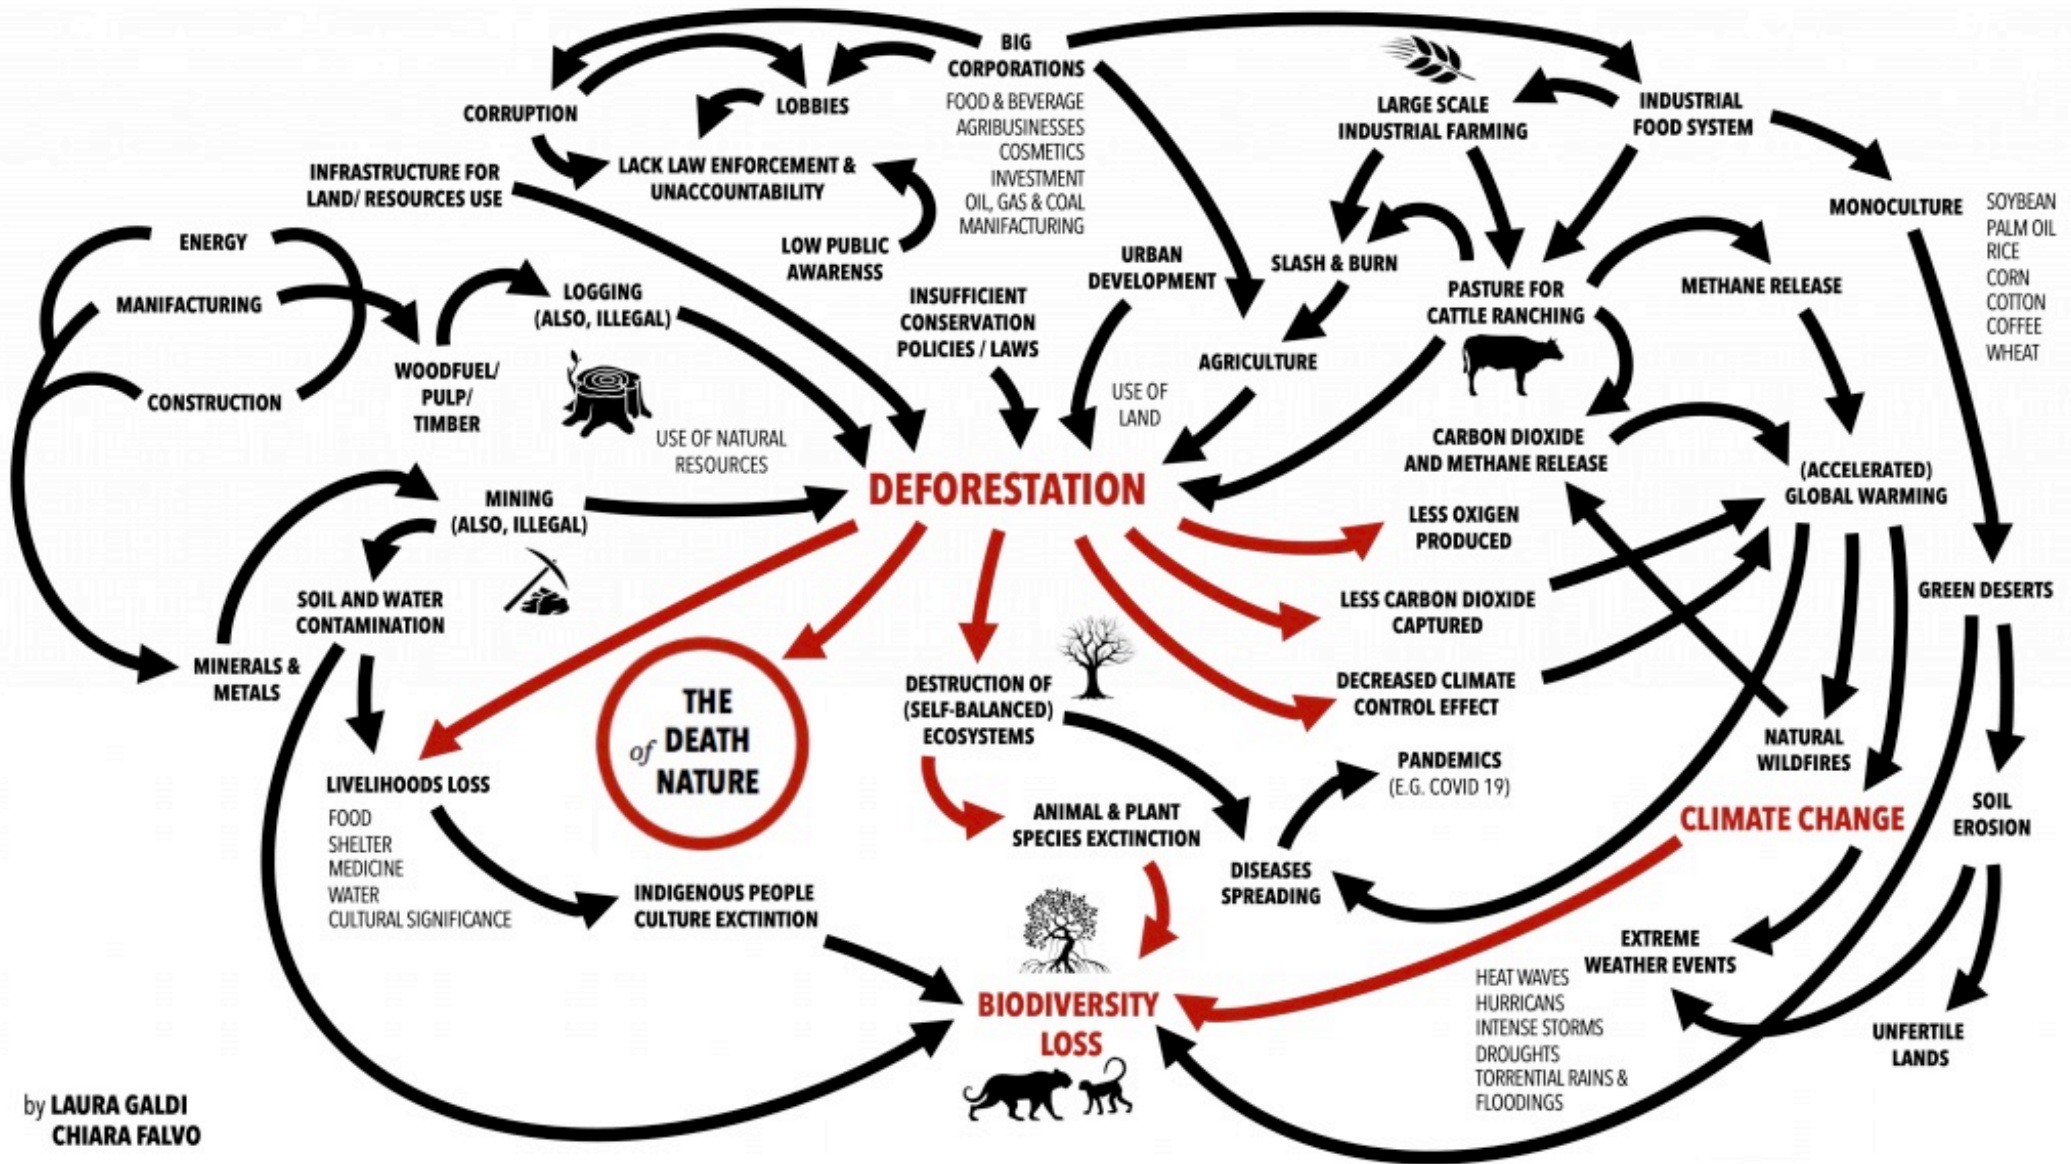 BIG
CORPORATIONS
FOOD & BEVERAGE
AGRIBUSINESSES
COSMETICS
INVESTMENT
OIL, GAS & COAL
MANIFACTURING
CORRUPTION
LOBBIES
LACK LAW ENFORCEMENT &
UNACCOUNTABILITY
LOW PUBLIC
AWARENSS
INFRASTRUCTURE FOR
LAND/ RESOURCES USE
LARGE SCALE
INDUSTRIAL FARMING
INDUSTRIAL
FOOD SYSTEM
MONOCULTURE
SOYBEAN
PALM OIL
RICE
CORN
COTTON
COFFEE
WHEAT
ENERGY
MANIFACTURING
CONSTRUCTION
WOODFUEL/
PULP/
TIMBER
LOGGING
(ALSO, ILLEGAL)
USE OF NATURAL
RESOURCES
INSUFFICIENT
CONSERVATION
POLICIES / LAWS
URBAN
DEVELOPMENT
USE OF
LAND
SLASH & BURN
AGRICULTURE
PASTURE FOR
CATTLE RANCHING
METHANE RELEASE
CARBON DIOXIDE
AND METHANE RELEASE
(ACCELERATED)
GLOBAL WARMING
DEFORESTATION
MINING
(ALSO, ILLEGAL)
SOIL AND WATER
CONTAMINATION
MINERALS &
METALS
LESS OXIGEN
PRODUCED
LESS CARBON DIOXIDE
CAPTURED
DECREASED CLIMATE
CONTROL EFFECT
GREEN DESERTS
THE
of DEATH
NATURE
DESTRUCTION OF
(SELF-BALANCED)
ECOSYSTEMS
PANDEMICS
(E.G. COVID 19)
NATURAL
WILDFIRES
CLIMATE CHANGE
SOIL
EROSION
LIVELIHOODS LOSS
FOOD
SHELTER
MEDICINE
WATER
CULTURAL SIGNIFICANCE
ANIMAL & PLANT
SPECIES EXCTINCTION
DISEASES
SPREADING
INDIGENOUS PEOPLE
CULTURE EXCTINTION
EXTREME
WEATHER EVENTS
HEAT WAVES
HURRICANS
INTENSE STORMS
DROUGHTS
TORRENTIAL RAINS &
FLOODINGS
BIODIVERSITY
LOSS
UNFERTILE
LANDS
by LAURA GALDI
CHIARA FALVO